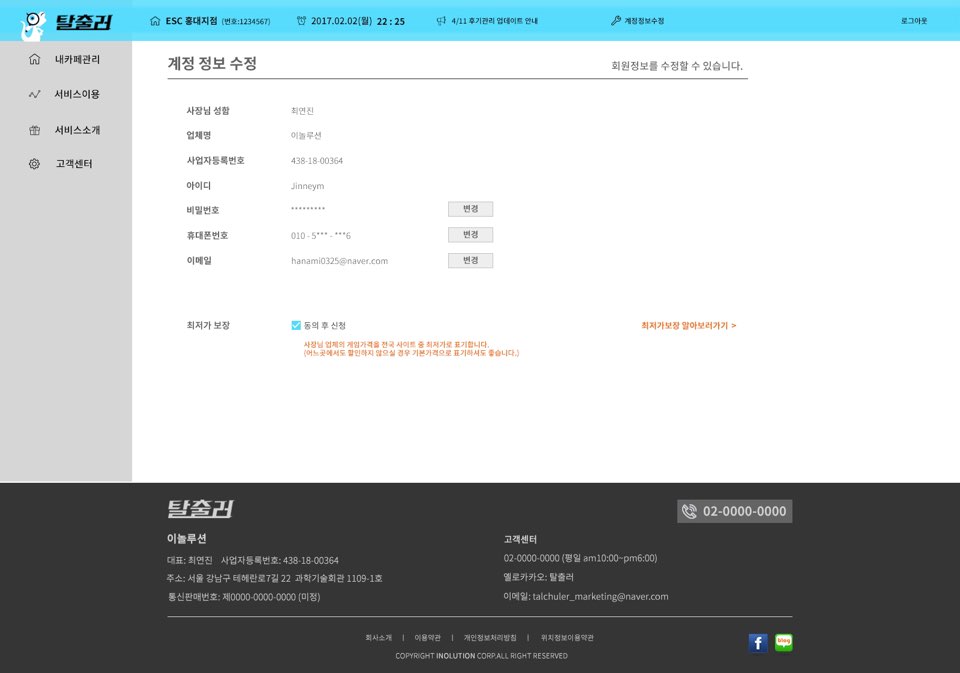 탈출러
ESC 홍대지점 (번호:1234567)
2017.02.02(월) 22 : 25
4/11 후기관리 업데이트 안내
계정정보수정
로그아웃
내카페관리
서비스이용
서비스소개
고객센터
계정 정보 수정
회원정보를 수정할 수 있습니다.
사장님 성함 최연진
업체명 이놀루션
사업자등록번호 438-18-00364
아이디 Jinneym
비밀번호 ********* 변경
휴대폰번호 010 - 5*** - ***6 변경
이메일 hanami0325@naver.com 변경
최저가 보장 동의 후 신청 최저가보장 알아보러가기 >
사장님 업체의 게임가격을 전국 사이트 중 최저가로 표기합니다.
(어느곳에서도 할인하지 않으실 경우 기본가격으로 표기하셔도 좋습니다.)
탈출러
02-0000-0000
이놀루션
대표: 최연진 사업자등록번호: 438-18-00364
주소: 서울 강남구 테헤란로7길 22 과학기술회관 1109-1호
통신판매번호: 제0000-0000-0000 (미정)
고객센터
02-0000-0000 (평일 am10:00~pm6:00)
옐로카카오: 탈출러
이메일: talchuler_marketing@naver.com
회사소개 | 이용약관 | 개인정보처리방침 | 위치정보이용약관
COPYRIGHT INOLUTION CORP.ALL RIGHT RESERVED
f
blog